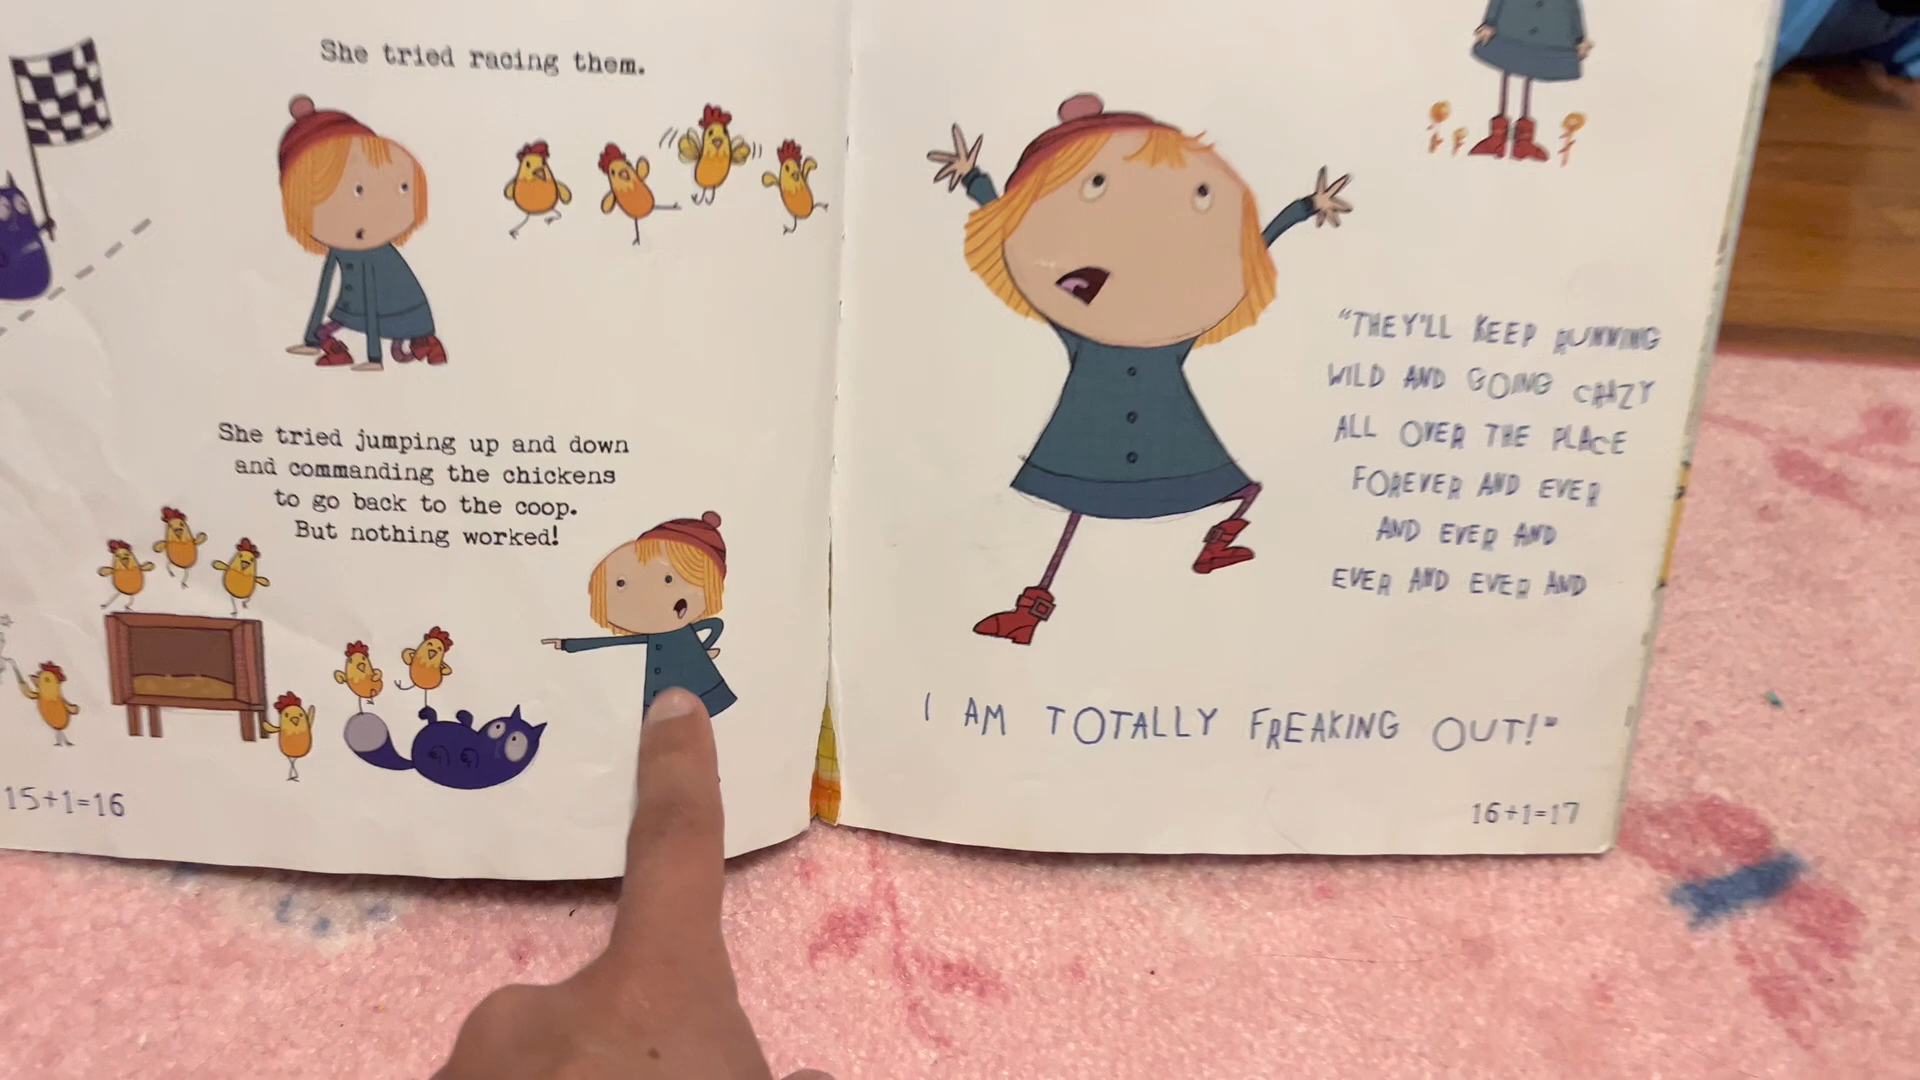 She tried racing them.
She tried jumping up and down
and commanding the chickens
to go back to the coop.
But nothing worked!
15+1=16
"THEY'LL KEEP RUNNING
WILD AND GOING CRAZY
ALL OVER THE PLACE
FOREVER AND EVER
AND EVER AND
EVER AND EVER AND
I AM TOTALLY FREAKING OUT!"
16+1=17